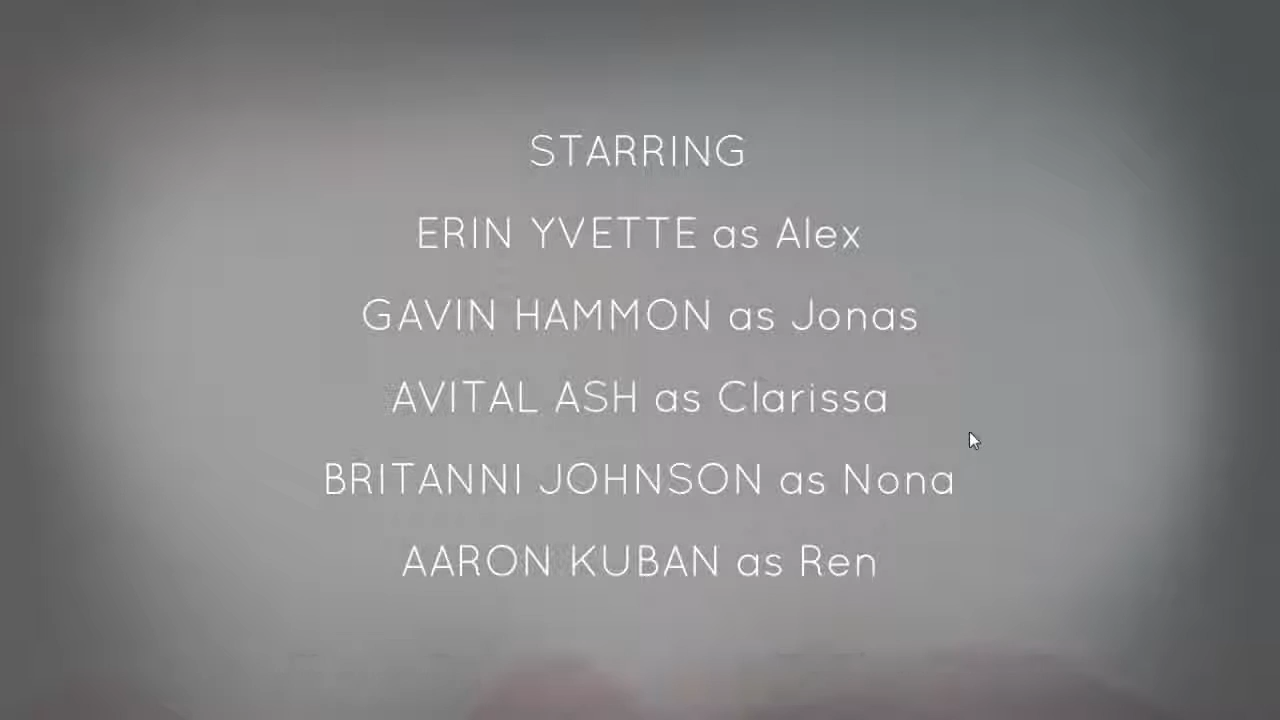 STARRING
ERIN YVETTE as Alex
GAVIN HAMMON as Jonas
AVITAL ASH as Clarissa
BRITANNI JOHNSON as Nona
AARON KUBAN as Ren